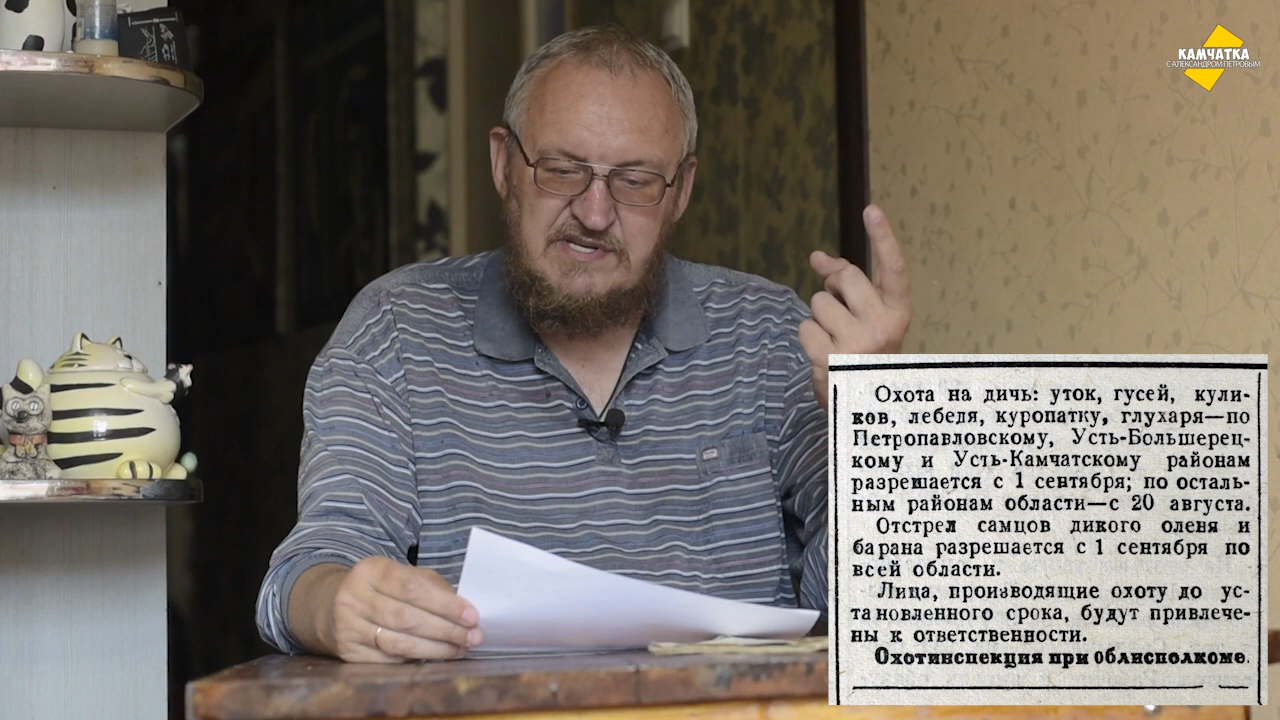 КАМЧАТКА
С АЛЕКСАНДРОМ ПЕТРОВЫМ
Охота на дичь: уток, гусей, кули-
ков, лебедя, куропатку, глухаря—по
Петропавловскому, Усть-Большерец-
кому и Усть-Камчатскому районам
разрешается с 1 сентября; по осталь-
ным районам области—с 20 августа.
Отстрел самцов дикого оленя и
барана разрешается с 1 сентября по
всей области.
Лица, производящие охоту до ус-
тановленного срока, будут привлече-
ны к ответственности.
Охотинспекция при облисполкоме.